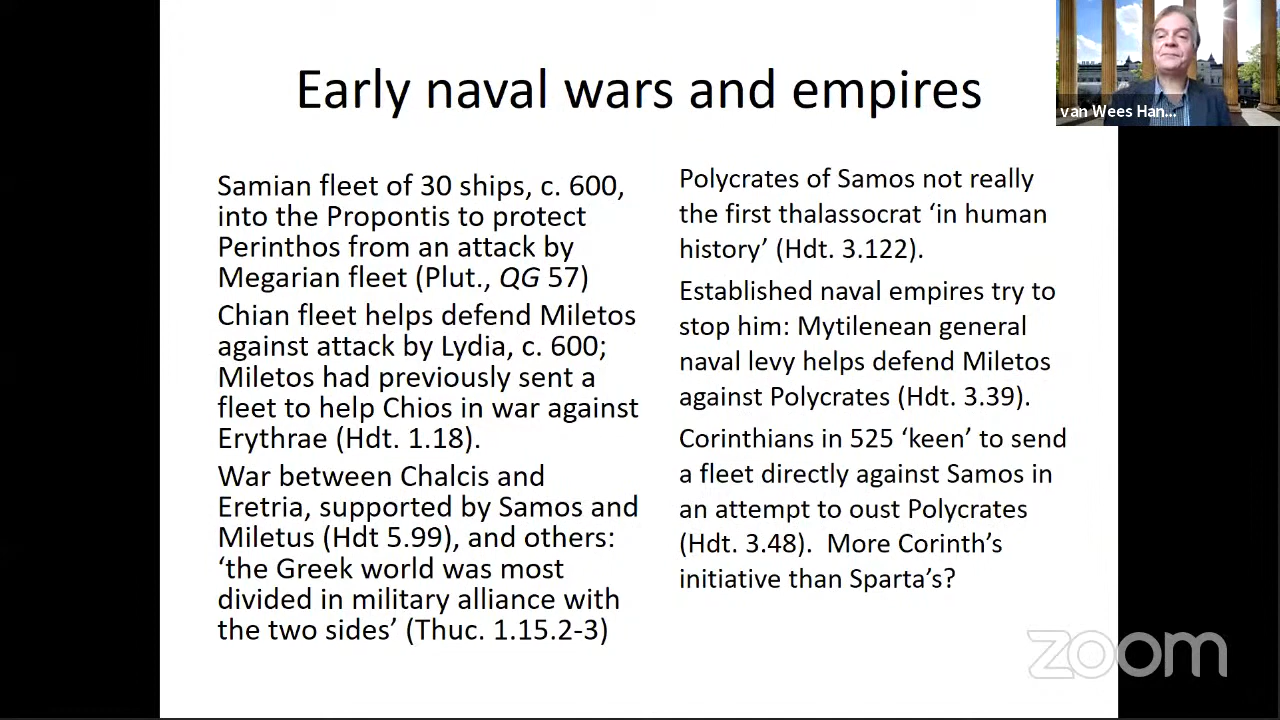 Early naval wars and empires
van Wees Han...
Samian fleet of 30 ships, c. 600,
into the Propontis to protect
Perinthos from an attack by
Megarian fleet (Plut., QG 57)
Chian fleet helps defend Miletos
against attack by Lydia, c. 600;
Miletos had previously sent a
fleet to help Chios in war against
Erythrae (Hdt. 1.18).
War between Chalcis and
Eretria, supported by Samos and
Miletus (Hdt 5.99), and others:
‘the Greek world was most
divided in military alliance with
the two sides’ (Thuc. 1.15.2-3)
Polycrates of Samos not really
the first thalassocrat ‘in human
history’ (Hdt. 3.122).
Established naval empires try to
stop him: Mytilenean general
naval levy helps defend Miletos
against Polycrates (Hdt. 3.39).
Corinthians in 525 ‘keen’ to send
a fleet directly against Samos in
an attempt to oust Polycrates
(Hdt. 3.48). More Corinth’s
initiative than Sparta’s?
zoom